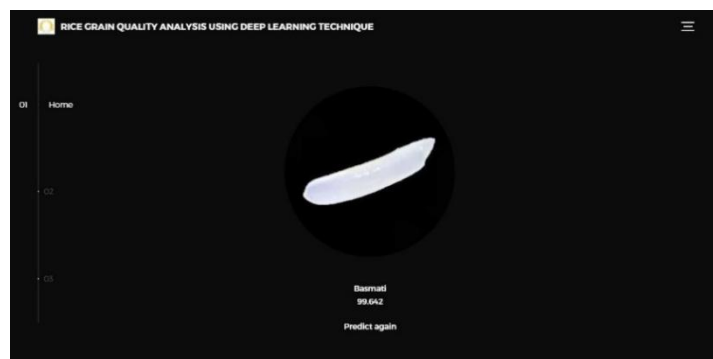 RICE GRAIN QUALITY ANALYSIS USING DEEP LEARNING TECHNIQUE
01 Home
02
03
Basmati
99.642
Predict again